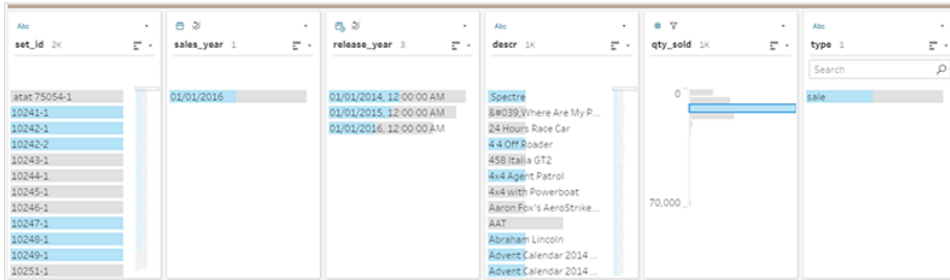 Abc
set_id 2K
atat 75054-1
10241-1
10242-1
10242-2
10243-1
10244-1
10245-1
10246-1
10247-1
10248-1
10249-1
10251-1
sales_year 1
01/01/2016
release_year 3
01/01/2014, 12:00:00 AM
01/01/2015, 12:00:00 AM
01/01/2016, 12:00:00 AM
Abc
descr 1K
Spectre
&#039,Where Are My P...
24 Hours Race Car
4 4 Off Roader
458 Italia GT2
4x4 Agent Patrol
4x4 with Powerboat
Aaron Fox's AeroStrike...
AAT
Abraham Lincoln
Advent Calendar 2014 ...
Advent Calendar 2014 ...
#
qty_sold 1K
0
70,000
Abc
type 1
Search
sale